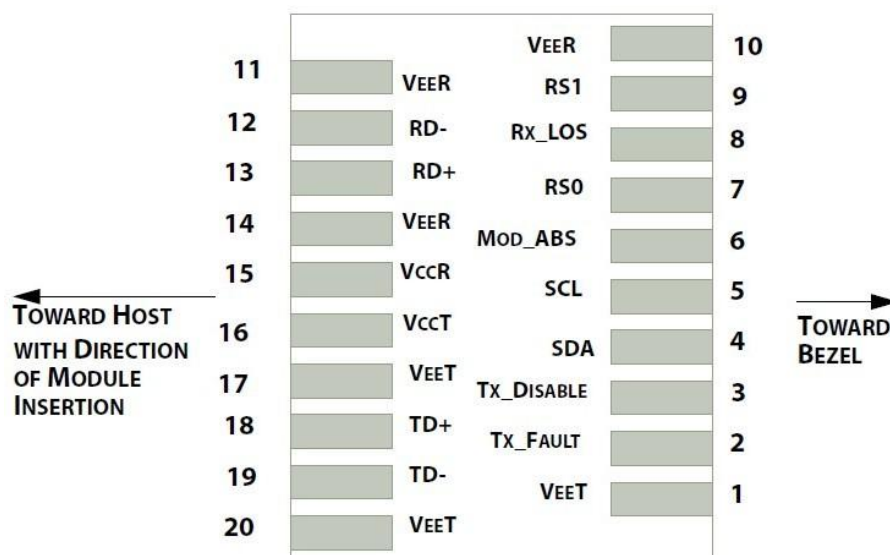 VEER 10
11 VEER
RS1 9
12 RD-
RX_LOS 8
13 RD+
RS0 7
14 VEER
MOD_ABS 6
15 VCCR
SCL 5
TOWARD HOST
WITH DIRECTION
OF MODULE
INSERTION
TOWARD
BEZEL
16 VCCT
SDA 4
17 VEET
TX_DISABLE 3
18 TD+
TX_FAULT 2
19 TD-
VEET 1
20 VEET